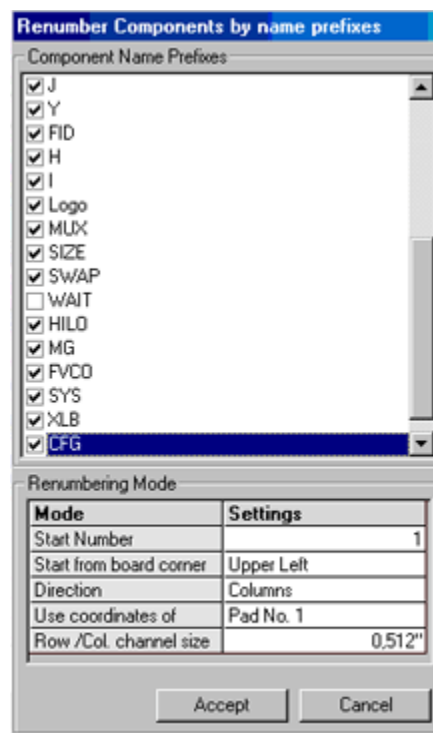 Renumber Components by name prefixes
Component Name Prefixes
J
Y
FID
H
I
Logo
MUX
SIZE
SWAP
WAIT
HILO
MG
FVCO
SYS
XLB
CFG
Renumbering Mode
Mode Settings
Start Number 1
Start from board corner Upper Left
Direction Columns
Use coordinates of Pad No. 1
Row /Col. channel size 0,512"
Accept Cancel